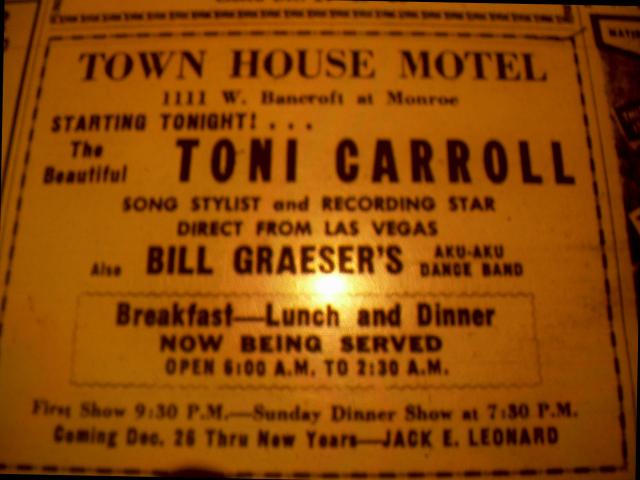 TOWN HOUSE MOTEL
1111 W. Bancroft at Monroe
STARTING TONIGHT! . . .
The Beautiful TONI CARROLL
SONG STYLIST and RECORDING STAR
DIRECT FROM LAS VEGAS
Also BILL GRAESER'S AKU-AKU DANCE BAND
Breakfast—Lunch and Dinner
NOW BEING SERVED
OPEN 6:00 A.M. TO 2:30 A.M.
First Show 9:30 P.M.—Sunday Dinner Show at 7:30 P.M.
Coming Dec. 26 Thru New Years—JACK E. LEONARD